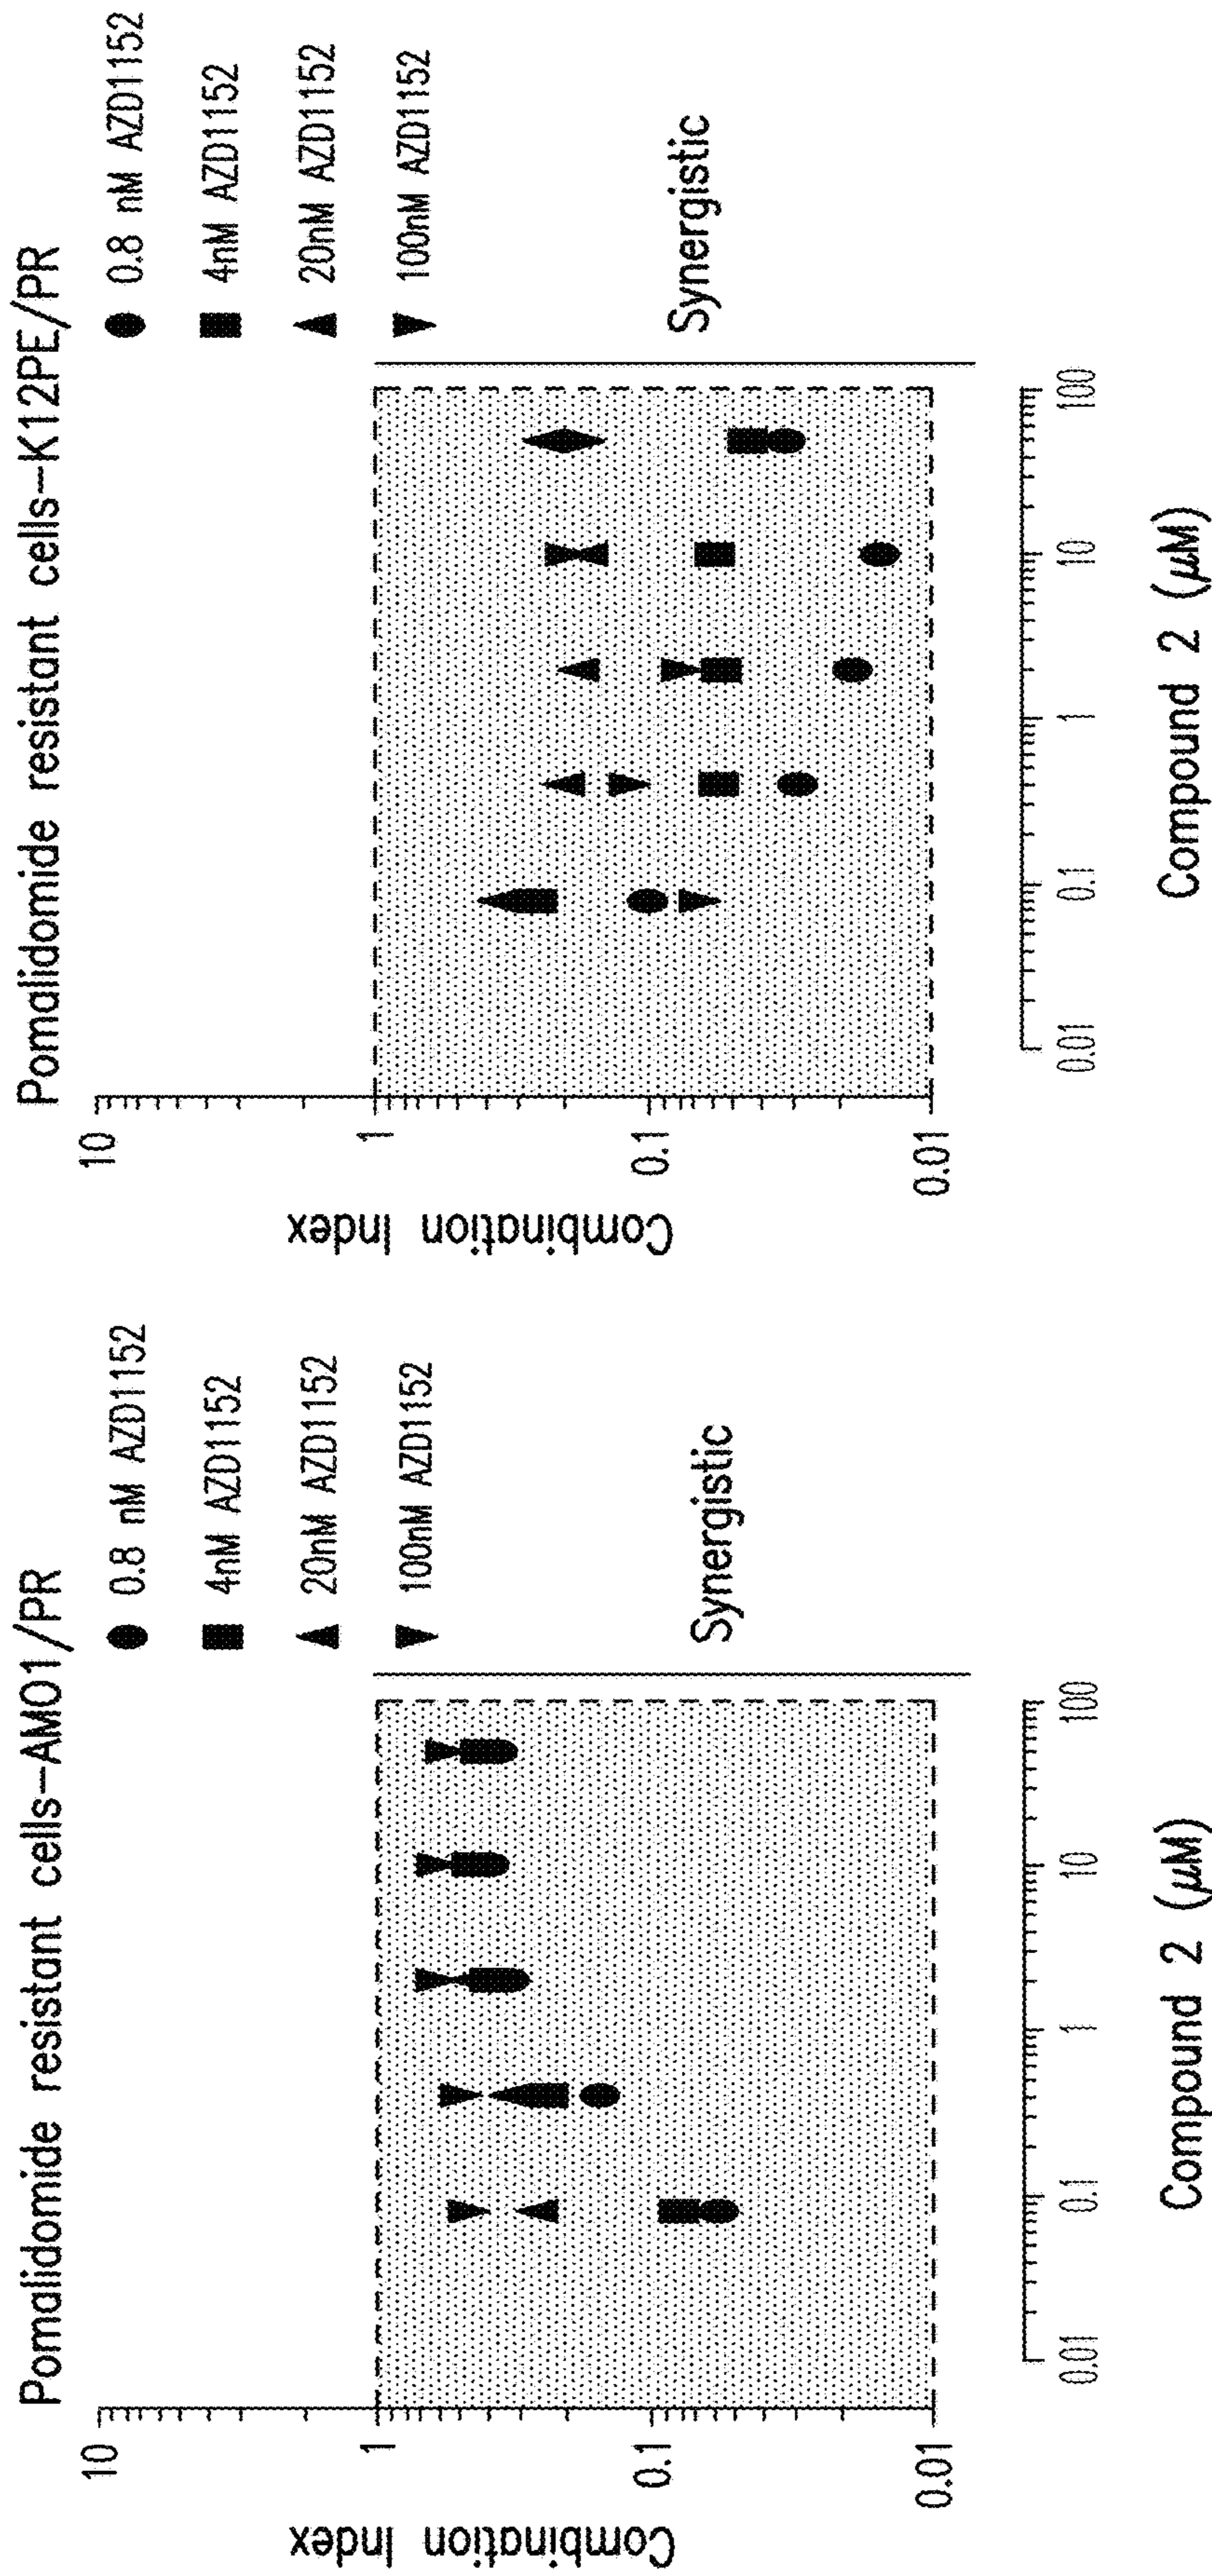 Pomalidomide resistant cells-AMO1/PR
0.8 nM AZD1152
4nM AZD1152
20nM AZD1152
100nM AZD1152
Combination Index
10
1
0.1
0.01
Synergistic
0.01
0.1
1
10
100
Compound 2 (μM)
Pomalidomide resistant cells-K12PE/PR
0.8 nM AZD1152
4nM AZD1152
20nM AZD1152
100nM AZD1152
Combination Index
10
1
0.1
0.01
Synergistic
0.01
0.1
1
10
100
Compound 2 (μM)